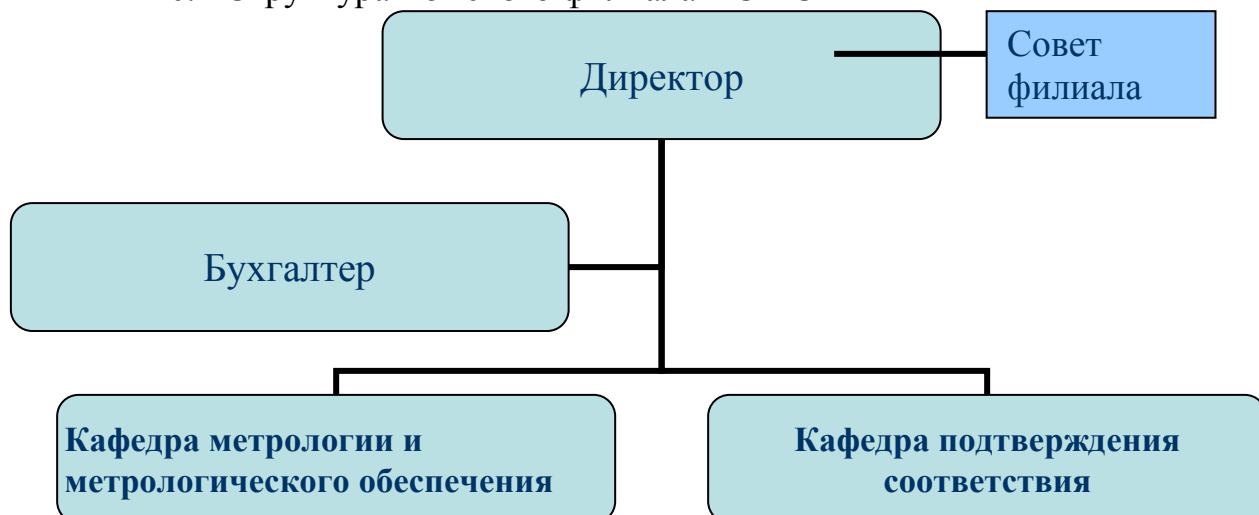 Директор
Совет
филиала
Бухгалтер
Кафедра метрологии и
метрологического обеспечения
Кафедра подтверждения
соответствия